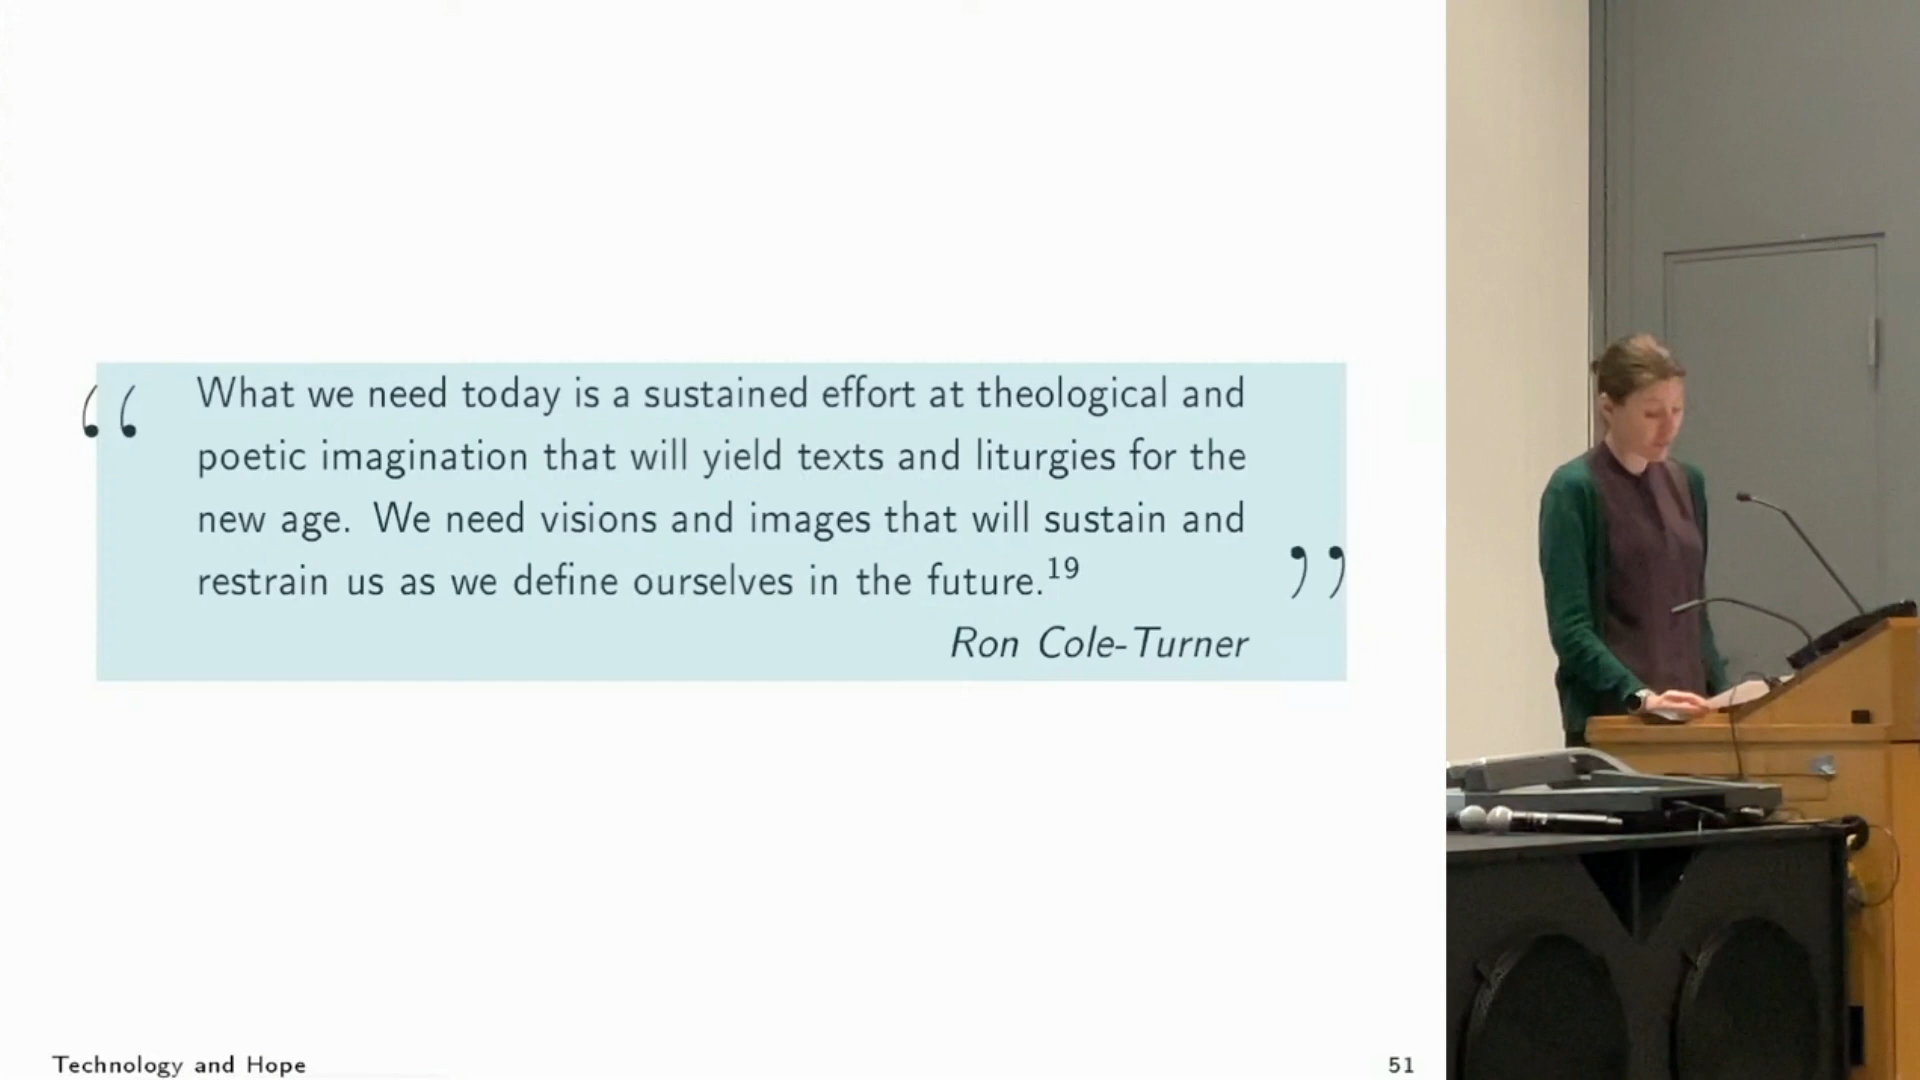 “ What we need today is a sustained effort at theological and
poetic imagination that will yield texts and liturgies for the
new age. We need visions and images that will sustain and
restrain us as we define ourselves in the future.19 ”
Ron Cole-Turner
Technology and Hope
51